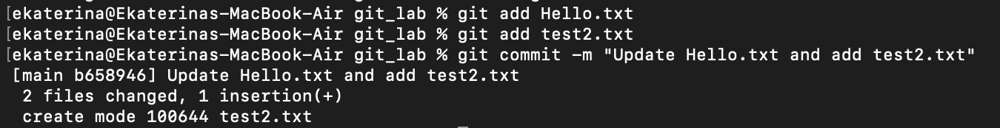 [ekaterina@Ekaterinas-MacBook-Air git_lab % git add Hello.txt
[ekaterina@Ekaterinas-MacBook-Air git_lab % git add test2.txt
[ekaterina@Ekaterinas-MacBook-Air git_lab % git commit -m "Update Hello.txt and add test2.txt"
[main b658946] Update Hello.txt and add test2.txt
 2 files changed, 1 insertion(+)
 create mode 100644 test2.txt